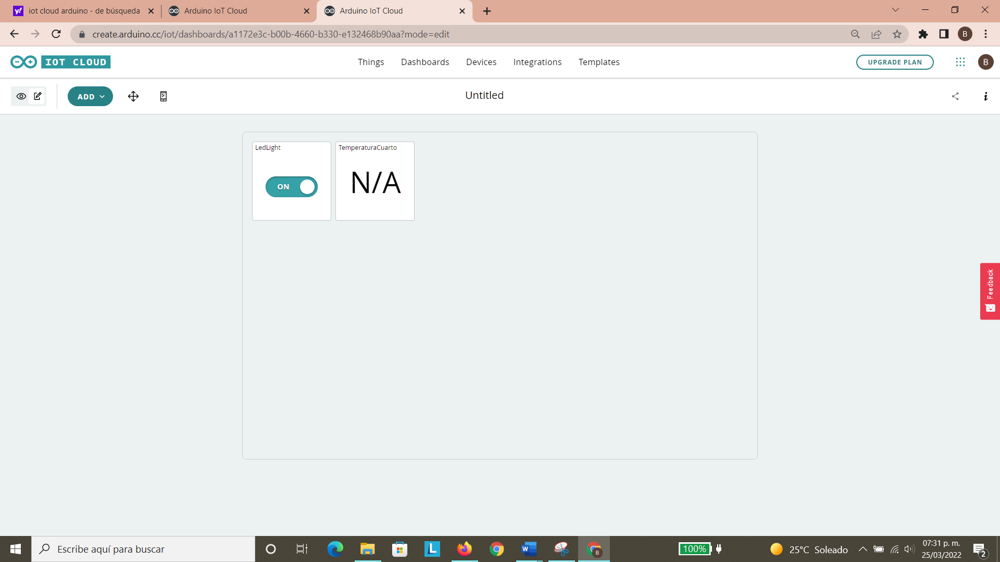 iot cloud arduino - de búsqueda
Arduino IoT Cloud
Arduino IoT Cloud
create.arduino.cc/iot/dashboards/a1172e3c-b00b-4660-b330-e132468b90aa?mode=edit
B
IOT CLOUD
Things
Dashboards
Devices
Integrations
Templates
UPGRADE PLAN
B
ADD
Untitled
LedLight
TemperaturaCuarto
ON
N/A
Feedback
Escribe aquí para buscar
100%
25°C Soleado
07:31 p. m.
25/03/2022
2